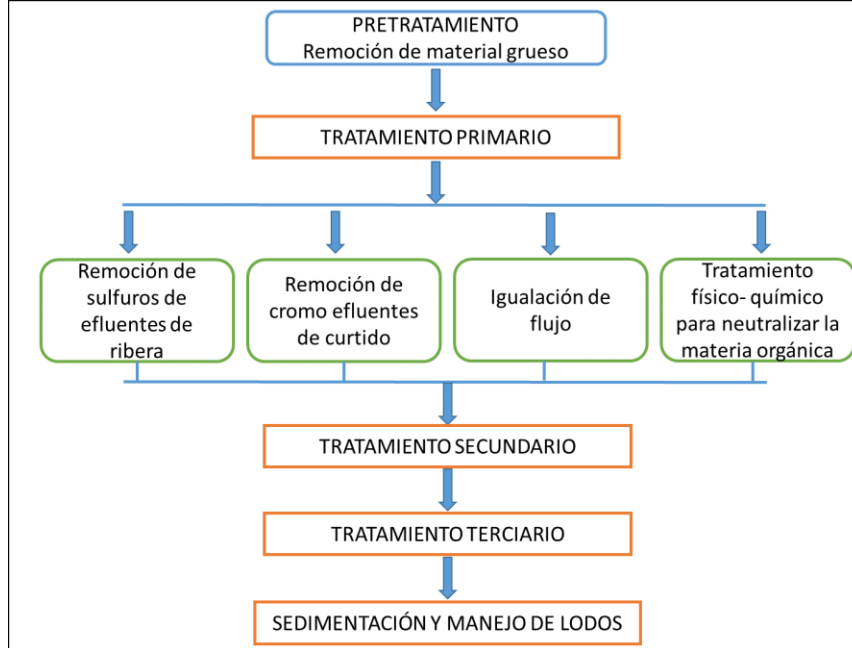 PRETRATAMIENTO
Remoción de material grueso
TRATAMIENTO PRIMARIO
Remoción de
sulfuros de
efluentes de
ribera
Remoción de
cromo efluentes
de curtido
Igualación de
flujo
Tratamiento
físico- químico
para neutralizar la
materia orgánica
TRATAMIENTO SECUNDARIO
TRATAMIENTO TERCIARIO
SEDIMENTACIÓN Y MANEJO DE LODOS